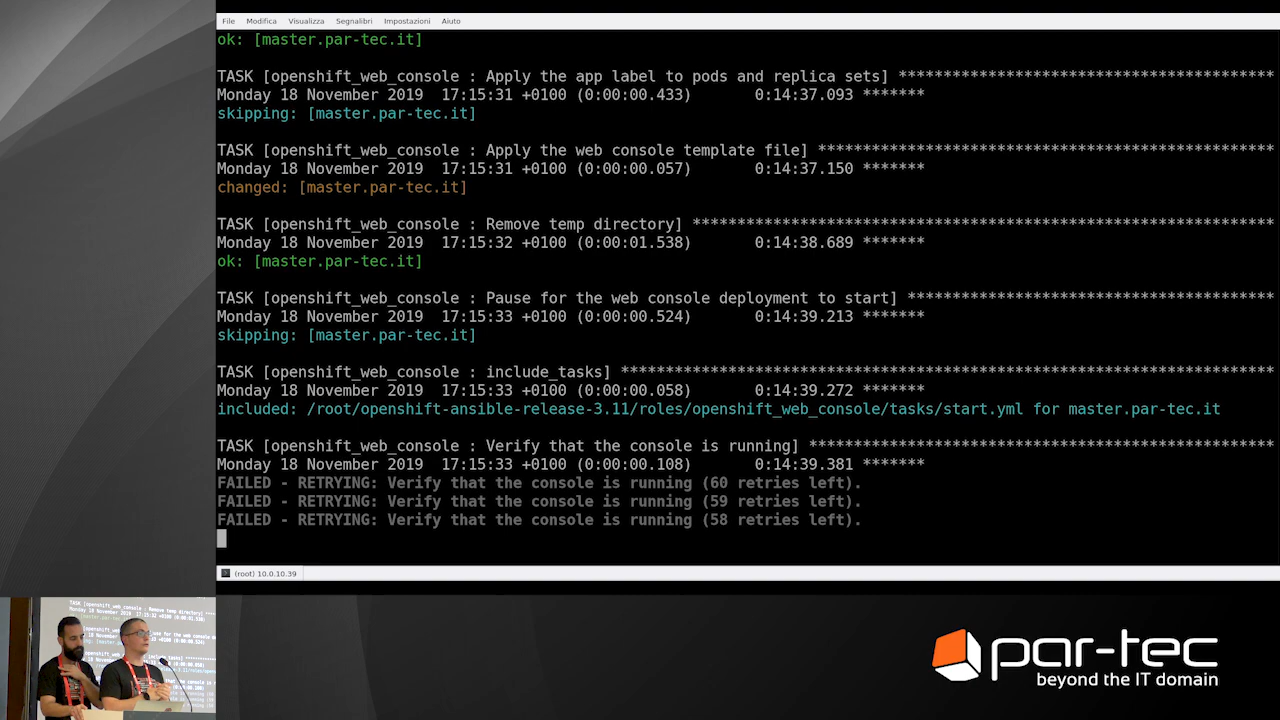 File Modifica Visualizza Segnalibri Impostazioni Aiuto
ok: [master.par-tec.it]
TASK [openshift_web_console : Apply the app label to pods and replica sets] ******************************************
Monday 18 November 2019  17:15:31 +0100 (0:00:00.433)       0:14:37.093 *******
skipping: [master.par-tec.it]
TASK [openshift_web_console : Apply the web console template file] ***************************************************
Monday 18 November 2019  17:15:31 +0100 (0:00:00.057)       0:14:37.150 *******
changed: [master.par-tec.it]
TASK [openshift_web_console : Remove temp directory] *****************************************************************
Monday 18 November 2019  17:15:32 +0100 (0:00:01.538)       0:14:38.689 *******
ok: [master.par-tec.it]
TASK [openshift_web_console : Pause for the web console deployment to start] *****************************************
Monday 18 November 2019  17:15:33 +0100 (0:00:00.524)       0:14:39.213 *******
skipping: [master.par-tec.it]
TASK [openshift_web_console : include_tasks] *************************************************************************
Monday 18 November 2019  17:15:33 +0100 (0:00:00.058)       0:14:39.272 *******
included: /root/openshift-ansible-release-3.11/roles/openshift_web_console/tasks/start.yml for master.par-tec.it
TASK [openshift_web_console : Verify that the console is running] ****************************************************
Monday 18 November 2019  17:15:33 +0100 (0:00:00.108)       0:14:39.381 *******
FAILED - RETRYING: Verify that the console is running (60 retries left).
FAILED - RETRYING: Verify that the console is running (59 retries left).
FAILED - RETRYING: Verify that the console is running (58 retries left).
(root) 10.0.10.39
par-tec
beyond the IT domain